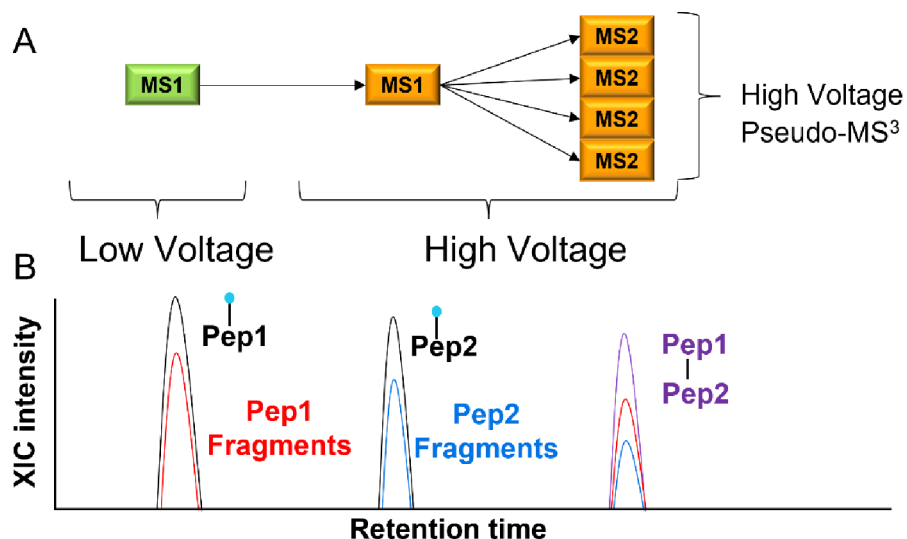 A
MS1
MS1
MS2
MS2
MS2
MS2
High Voltage
Pseudo-MS³
Low Voltage
High Voltage
B
XIC intensity
Pep1
Pep1
Fragments
Pep2
Pep2
Fragments
Pep1
Pep2
Retention time